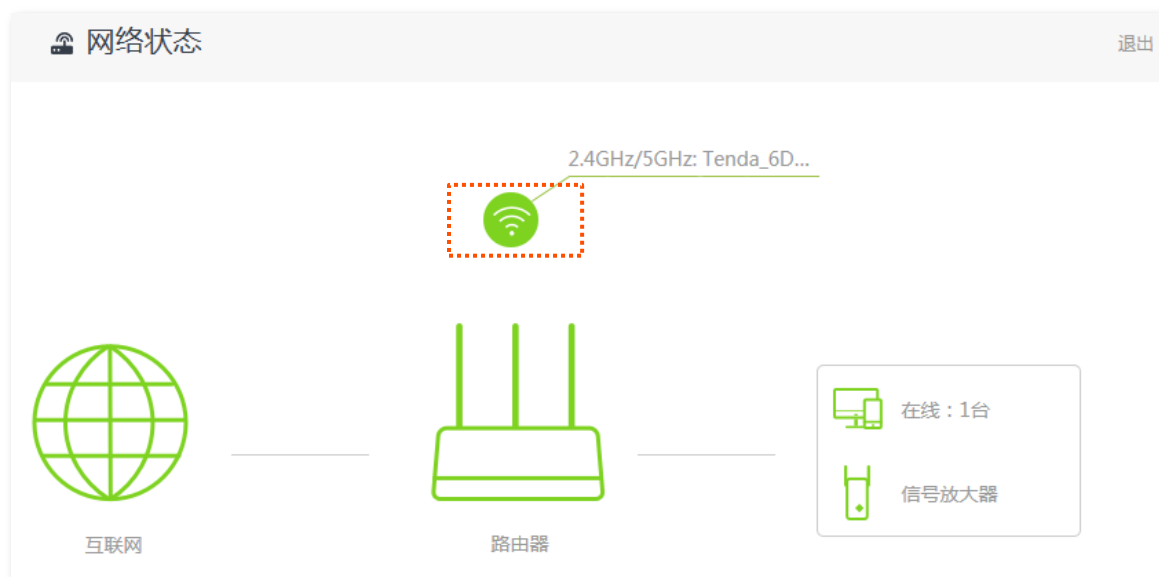 网络状态
退出
2.4GHz/5GHz: Tenda_6D...
在线：1台
信号放大器
互联网
路由器